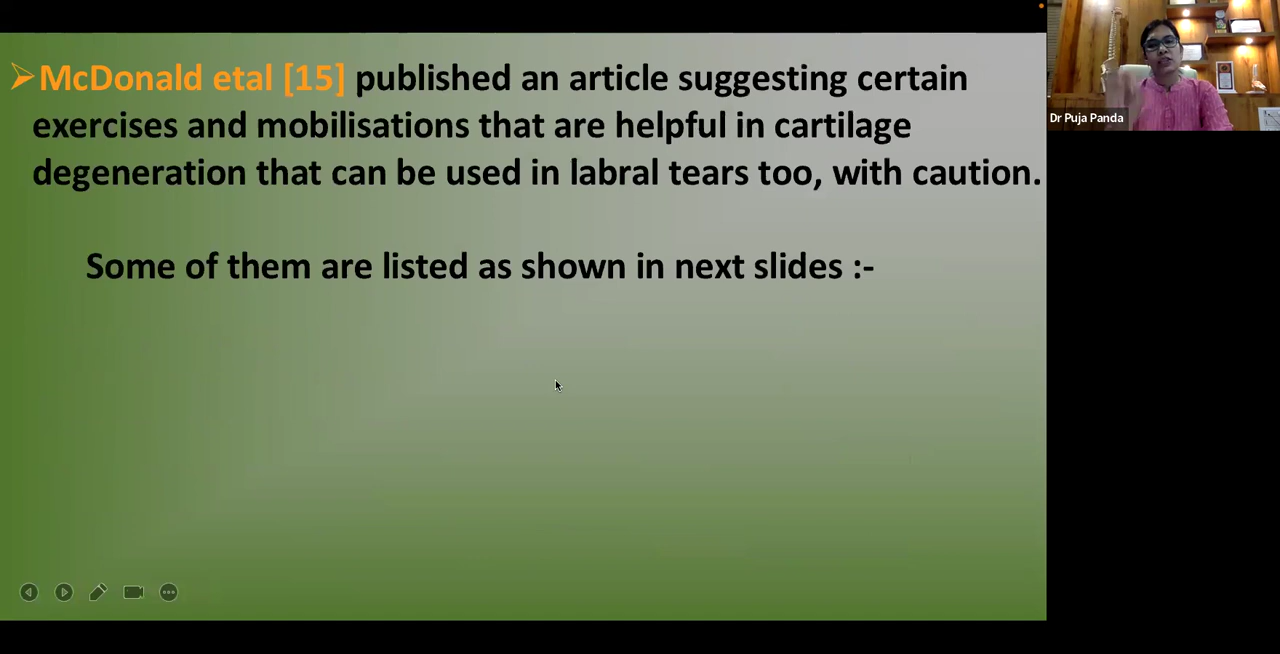 ➢McDonald etal [15] published an article suggesting certain
exercises and mobilisations that are helpful in cartilage
degeneration that can be used in labral tears too, with caution.
Some of them are listed as shown in next slides :-
Dr Puja Panda